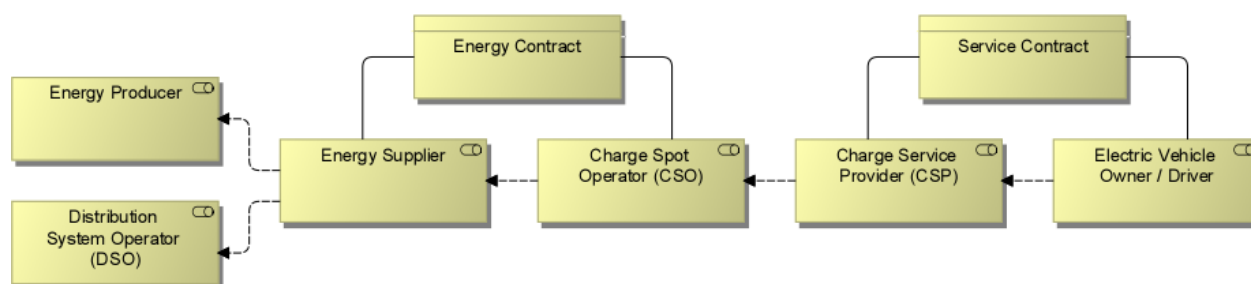 Energy Contract
Service Contract
Energy Producer
Energy Supplier
Charge Spot
Operator (CSO)
Charge Service
Provider (CSP)
Electric Vehicle
Owner / Driver
Distribution
System Operator
(DSO)